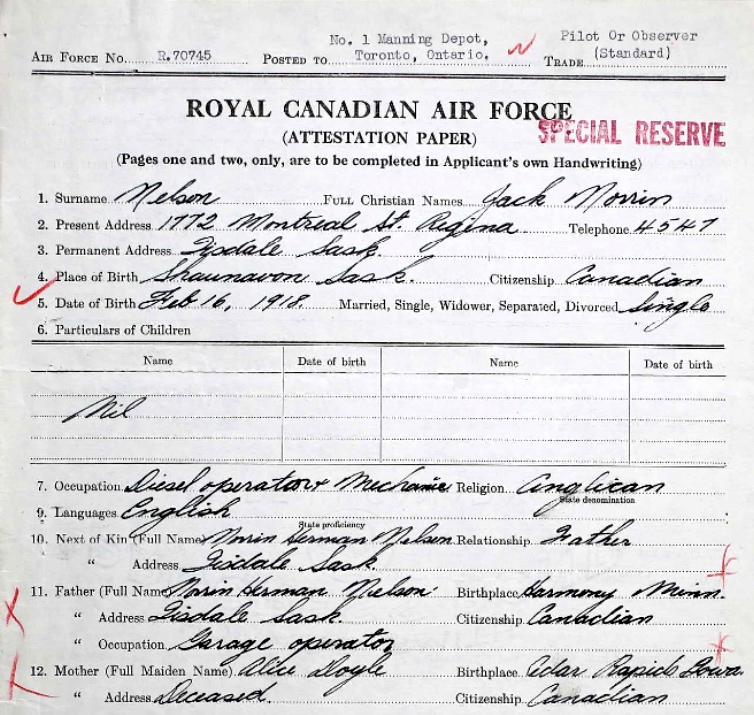 No. 1 Manning Depot, Pilot Or Observer
AIR FORCE No. R.70745 POSTED TO Toronto, Ontario. TRADE (Standard)
ROYAL CANADIAN AIR FORCE
(ATTESTATION PAPER) SPECIAL RESERVE
(Pages one and two, only, are to be completed in Applicant's own Handwriting)
1. Surname Nelson FULL Christian Names Jack Morrin
2. Present Address 1772 Montreal St. Regina Telephone 4547
3. Permanent Address Tisdale Sask.
4. Place of Birth Shaunavon Sask. Citizenship Canadian
5. Date of Birth Feb 16, 1918. Married, Single, Widower, Separated, Divorced Single
6. Particulars of Children
Name Date of birth Name Date of birth
Nil
7. Occupation Diesel operator & Mechanic Religion Anglican
State denomination
9. Languages English
State proficiency
10. Next of Kin (Full Name) Morrin Herman Nelson Relationship Father
" Address Tisdale Sask.
11. Father (Full Name) Morrin Herman Nelson. Birthplace Harmony Minn.
" Address Tisdale Sask. Citizenship Canadian
" Occupation Garage operator
12. Mother (Full Maiden Name) Alice Doyle Birthplace Cedar Rapids Iowa.
" Address Deceased. Citizenship Canadian